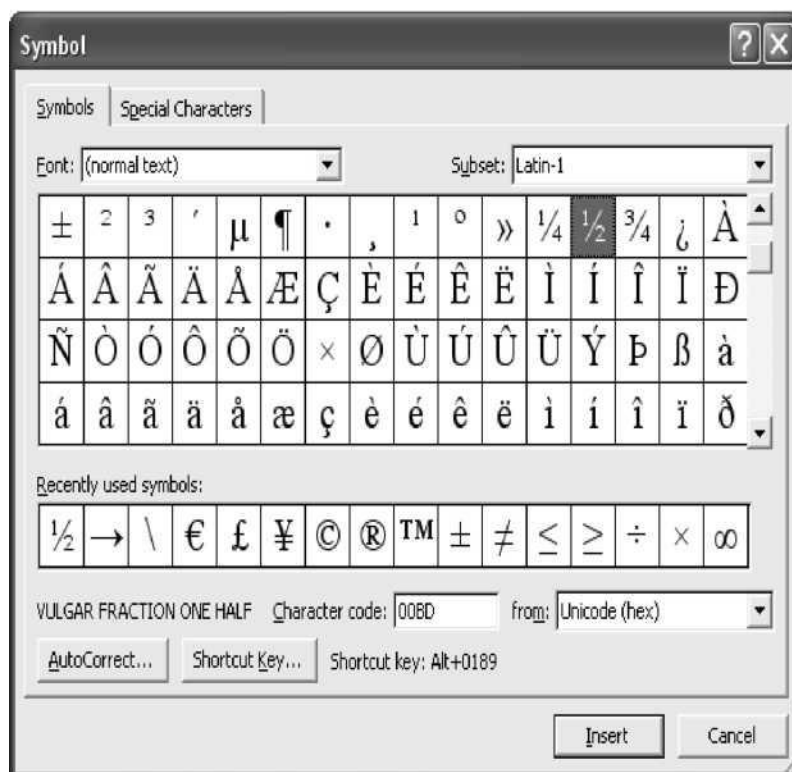 Symbol
Symbols Special Characters
Font: (normal text) Subset: Latin-1
± ² ³ ´ µ ¶ · ¸ ¹ º » ¼ ½ ¾ ¿ À
Á Â Ã Ä Å Æ Ç È É Ê Ë Ì Í Î Ï Ð
Ñ Ò Ó Ô Õ Ö × Ø Ù Ú Û Ü Ý Þ ß à
á â ã ä å æ ç è é ê ë ì í î ï ð
Recently used symbols:
½ → \ € £ ¥ © ® ™ ± ≠ ≤ ≥ ÷ × ∞
VULGAR FRACTION ONE HALF Character code: 00BD from: Unicode (hex)
AutoCorrect... Shortcut Key... Shortcut key: Alt+0189
Insert Cancel